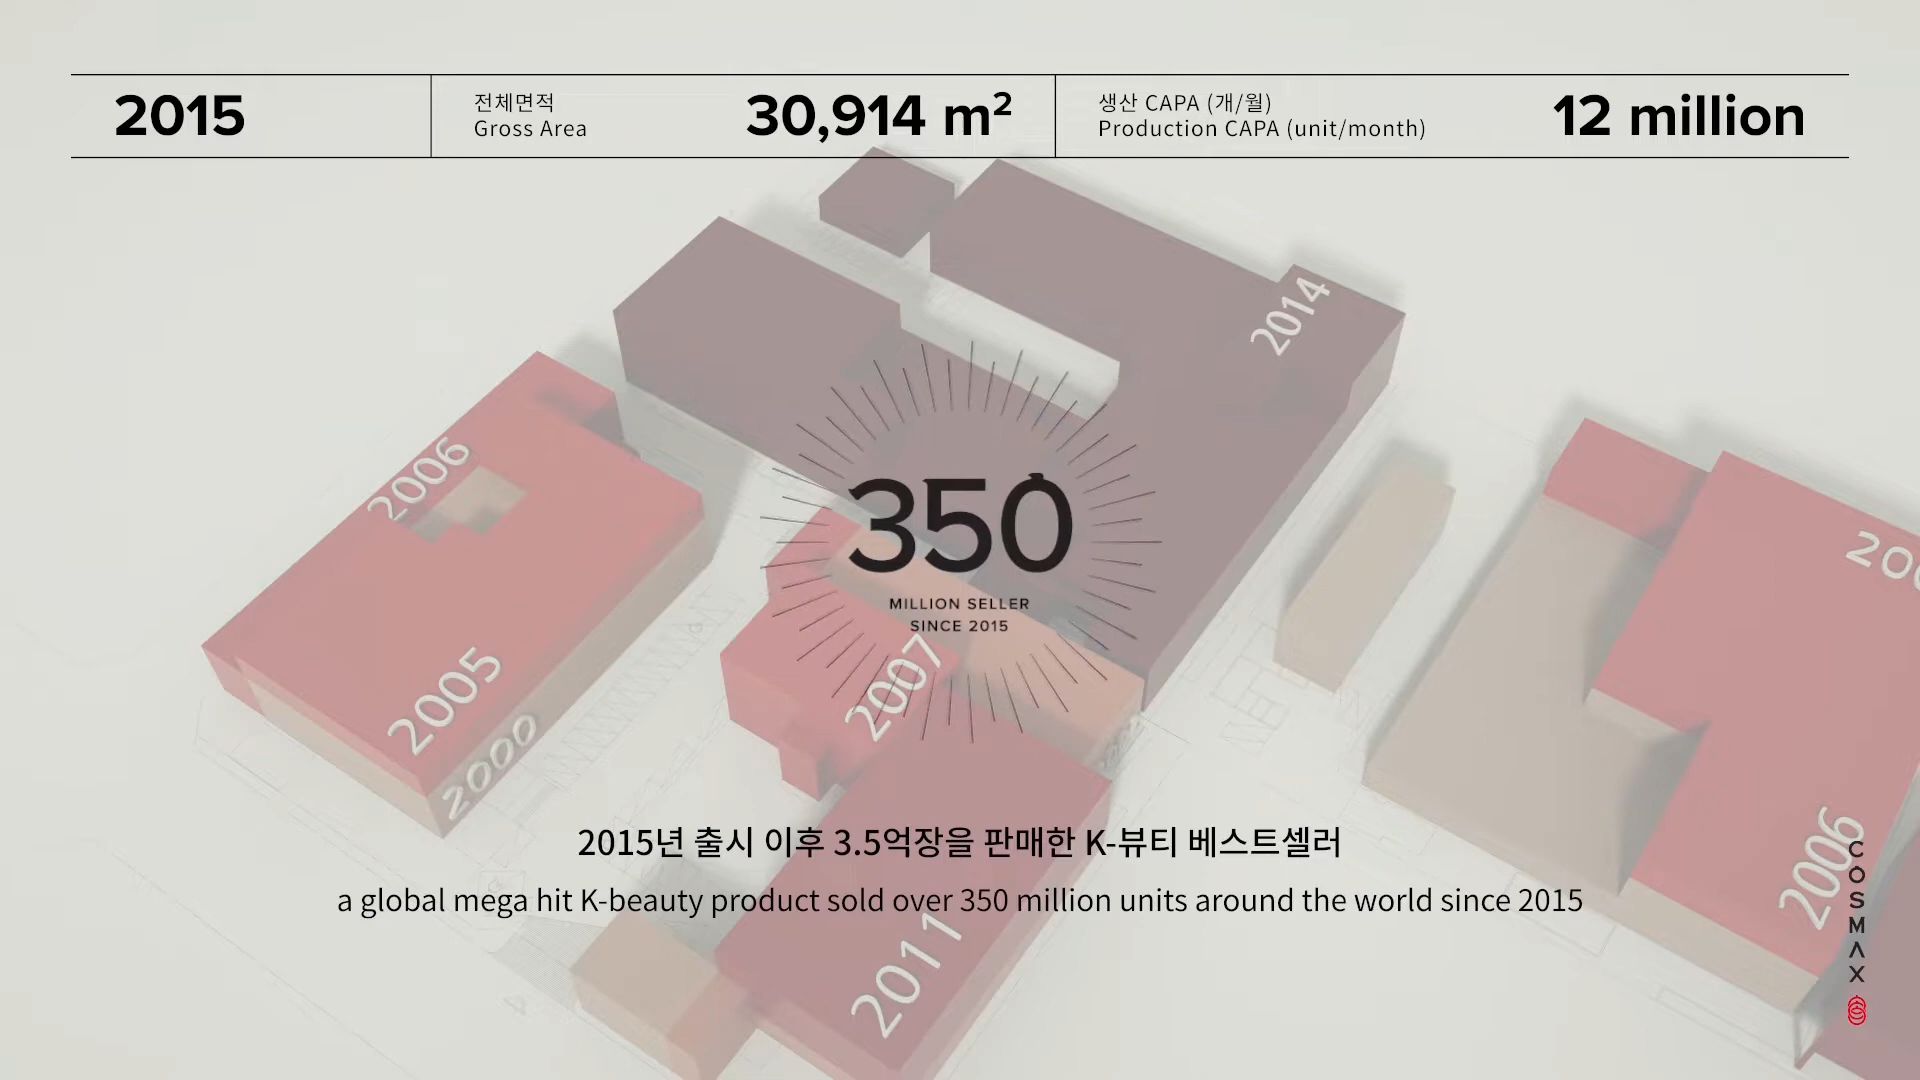 2015
전체면적
Gross Area
30,914 m²
생산 CAPA (개/월)
Production CAPA (unit/month)
12 million
2014
2006
350
MILLION SELLER
SINCE 2015
2005
2000
2007
2006
2011
2015년 출시 이후 3.5억장을 판매한 K-뷰티 베스트셀러
a global mega hit K-beauty product sold over 350 million units around the world since 2015
COSMAX